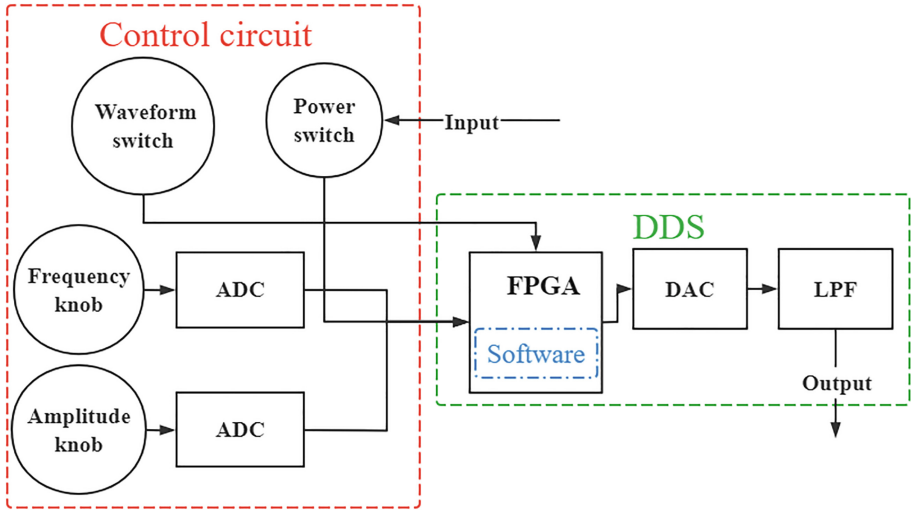 Control circuit
Waveform
switch
Power
switch
Input
DDS
Frequency
knob
ADC
FPGA
Software
DAC
LPF
Output
Amplitude
knob
ADC